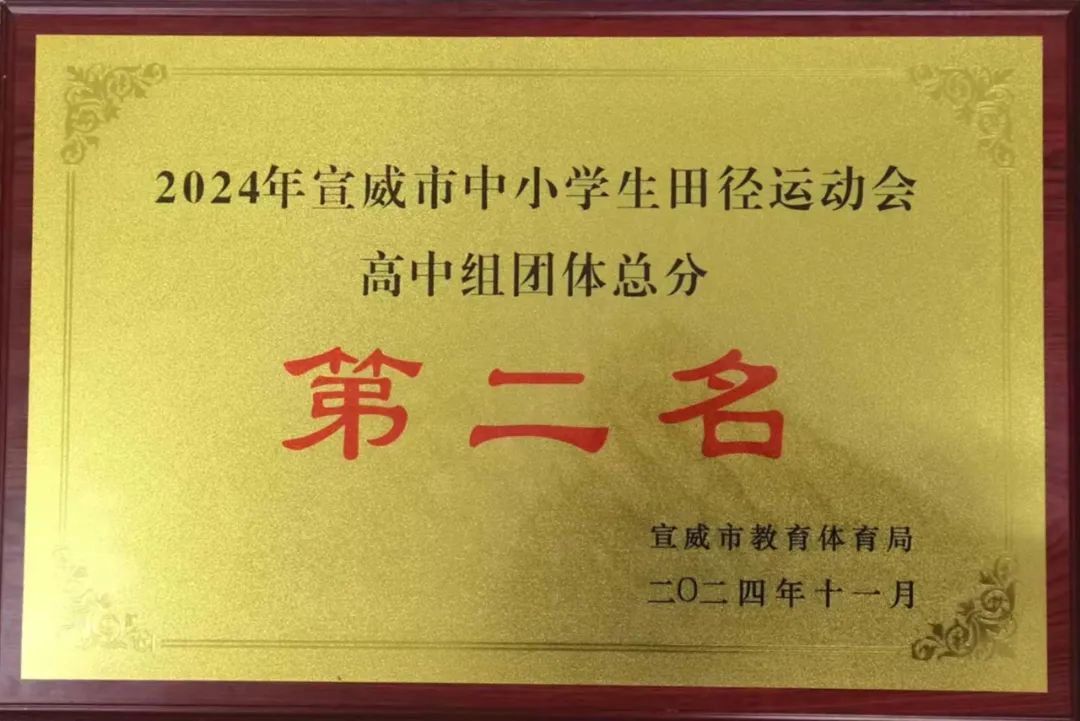 2024年宣威市中小学生田径运动会
高中组团体总分
第二名
宣威市教育体育局
二〇二四年十一月